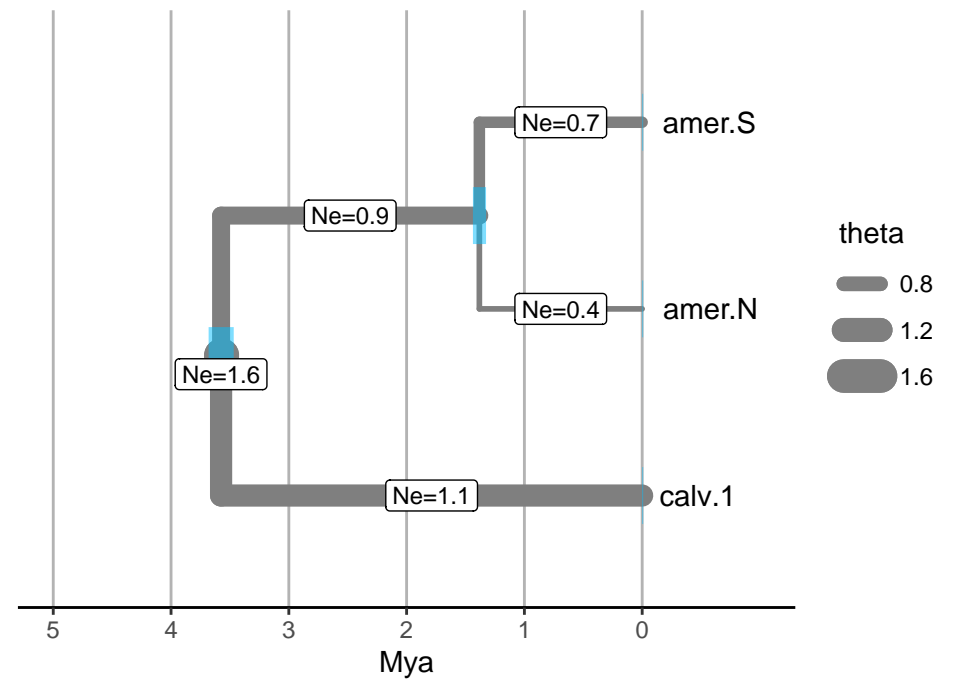 Ne=0.7
amer.S
Ne=0.9
theta
0.8
Ne=0.4
amer.N
1.2
Ne=1.6
1.6
Ne=1.1
calv.1
5 4 3 2 1 0
Mya